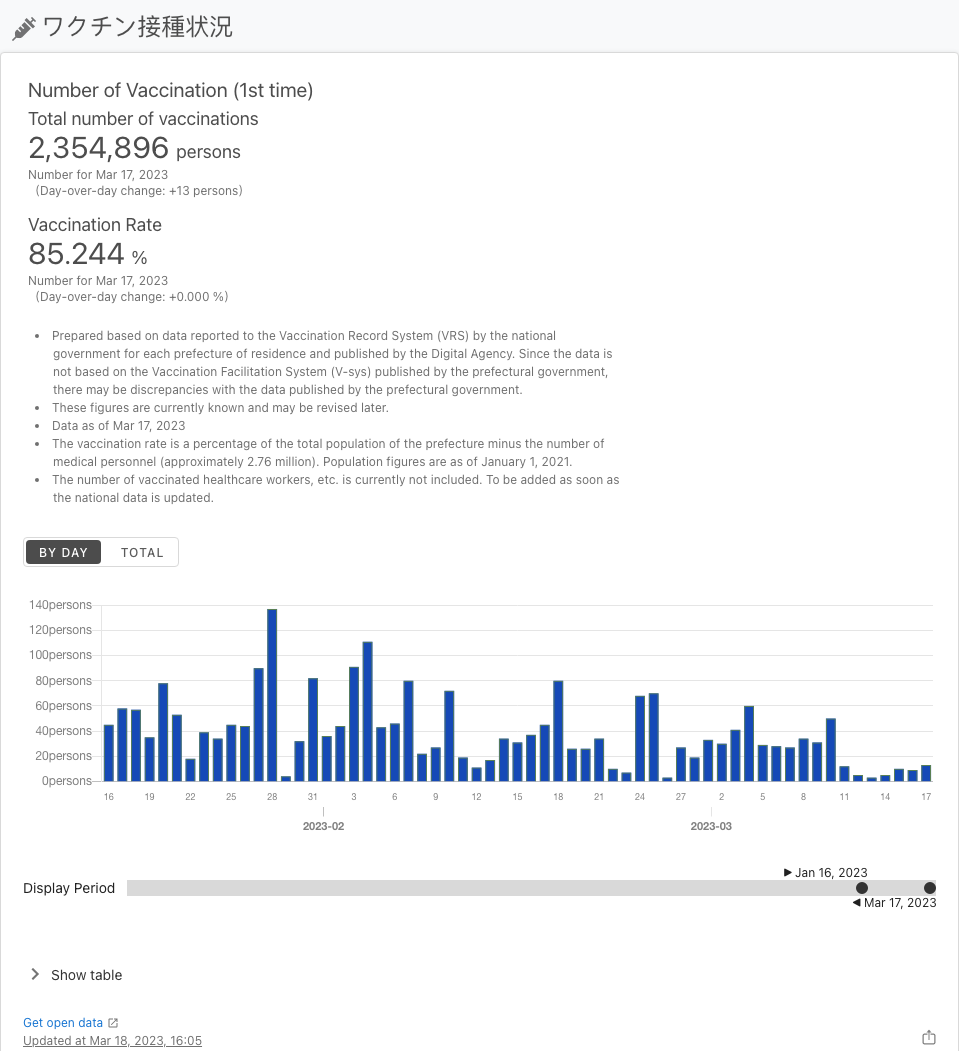 ワクチン接種状況
Number of Vaccination (1st time)
Total number of vaccinations
2,354,896 persons
Number for Mar 17, 2023
(Day-over-day change: +13 persons)
Vaccination Rate
85.244 %
Number for Mar 17, 2023
(Day-over-day change: +0.000 %)
• Prepared based on data reported to the Vaccination Record System (VRS) by the national
government for each prefecture of residence and published by the Digital Agency. Since the data is
not based on the Vaccination Facilitation System (V-sys) published by the prefectural government,
there may be discrepancies with the data published by the prefectural government.
• These figures are currently known and may be revised later.
• Data as of Mar 17, 2023
• The vaccination rate is a percentage of the total population of the prefecture minus the number of
medical personnel (approximately 2.76 million). Population figures are as of January 1, 2021.
• The number of vaccinated healthcare workers, etc. is currently not included. To be added as soon as
the national data is updated.
BY DAY TOTAL
140persons
120persons
100persons
80persons
60persons
40persons
20persons
0persons
16 19 22 25 28 31 3 6 9 12 15 18 21 24 27 2 5 8 11 14 17
2023-02 2023-03
Jan 16, 2023
Display Period
Mar 17, 2023
Show table
Get open data
Updated at Mar 18, 2023, 16:05